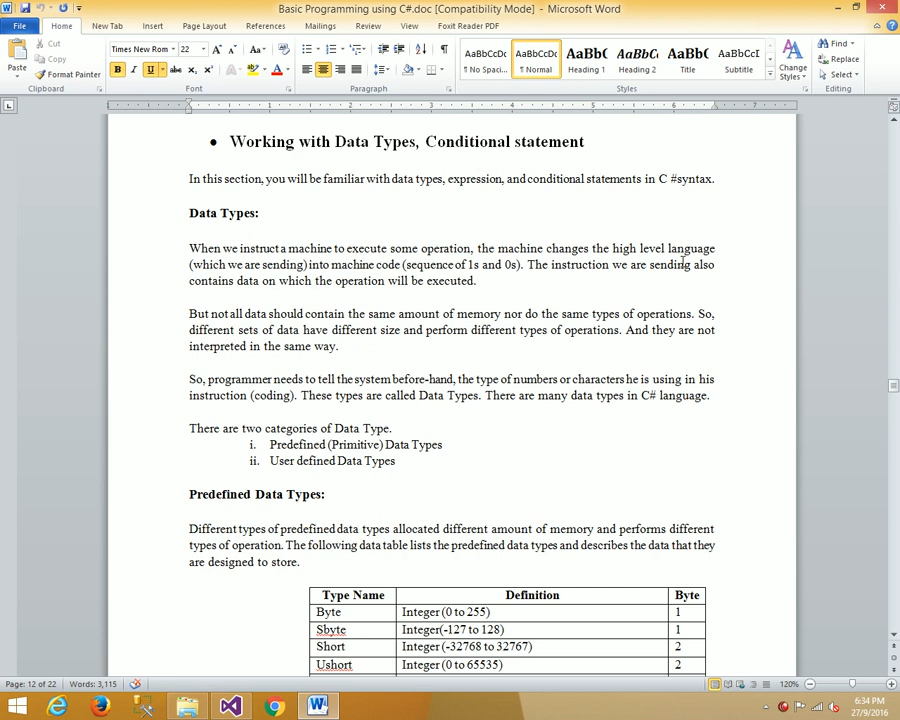 Basic Programming using C#.doc [Compatibility Mode] - Microsoft Word
File Home New Tab Insert Page Layout References Mailings Review View Foxit Reader PDF
Paste Cut Copy Format Painter Clipboard
Times New Rom 22 Font
Paragraph
AaBbCcDc AaBbCcDc AaBbC AaBbCc AaBbC AaBbCcI
¶ No Spaci... ¶ Normal Heading 1 Heading 2 Title Subtitle Change Styles Styles
Find Replace Select Editing
1 2 3 4 5 6 7
• Working with Data Types, Conditional statement
In this section, you will be familiar with data types, expression, and conditional statements in C #syntax.
Data Types:
When we instruct a machine to execute some operation, the machine changes the high level language
(which we are sending) into machine code (sequence of 1s and 0s). The instruction we are sending also
contains data on which the operation will be executed.
But not all data should contain the same amount of memory nor do the same types of operations. So,
different sets of data have different size and perform different types of operations. And they are not
interpreted in the same way.
So, programmer needs to tell the system before-hand, the type of numbers or characters he is using in his
instruction (coding). These types are called Data Types. There are many data types in C# language.
There are two categories of Data Type.
i. Predefined (Primitive) Data Types
ii. User defined Data Types
Predefined Data Types:
Different types of predefined data types allocated different amount of memory and performs different
types of operation. The following data table lists the predefined data types and describes the data that they
are designed to store.
Type Name Definition Byte
Byte Integer (0 to 255) 1
Sbyte Integer(-127 to 128) 1
Short Integer (-32768 to 32767) 2
Ushort Integer (0 to 65535) 2
Page: 12 of 22 Words: 3,115 120%
6:34 PM
27/9/2016